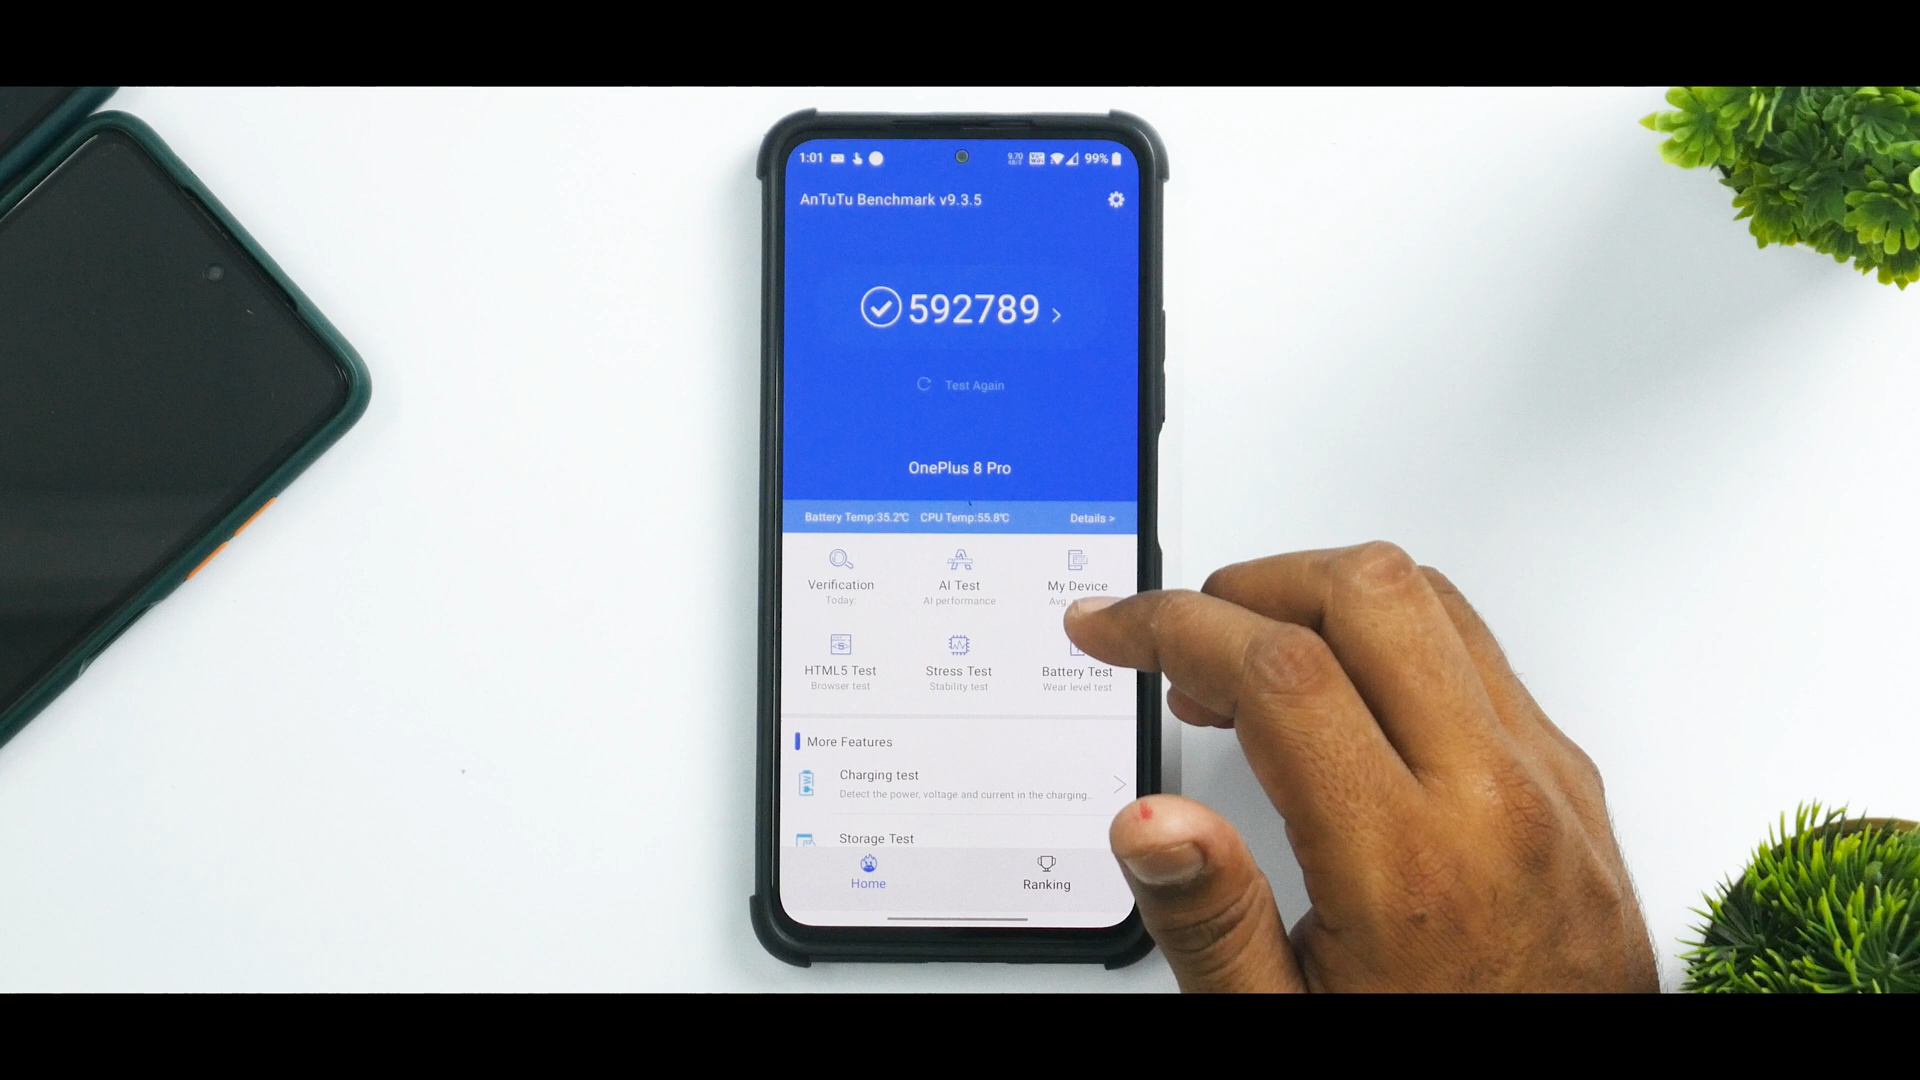 1:01 99%
AnTuTu Benchmark v9.3.5
592789
Test Again
OnePlus 8 Pro
Battery Temp:35.2℃ CPU Temp:55.8℃ Details >
Verification AI Test My Device
Today: AI performance Avg.
HTML5 Test Stress Test Battery Test
Browser test Stability test Wear level test
More Features
Charging test
Detect the power, voltage and current in the charging..
Storage Test
Home Ranking